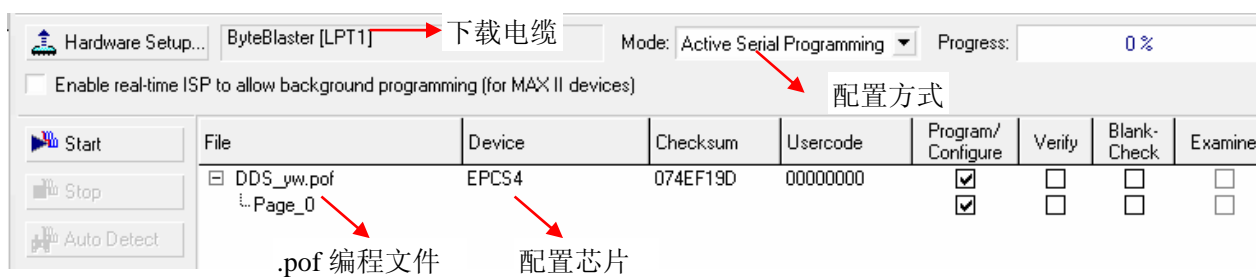 Hardware Setup... ByteBlaster [LPT1] 下载电缆 Mode: Active Serial Programming Progress: 0 %
Enable real-time ISP to allow background programming (for MAX II devices)
配置方式
Start File Device Checksum Usercode Program/ Configure Verify Blank- Check Examine
DDS_yw.pof EPCS4 074EF19D 00000000
Stop
Page_0
Auto Detect
.pof 编程文件 配置芯片